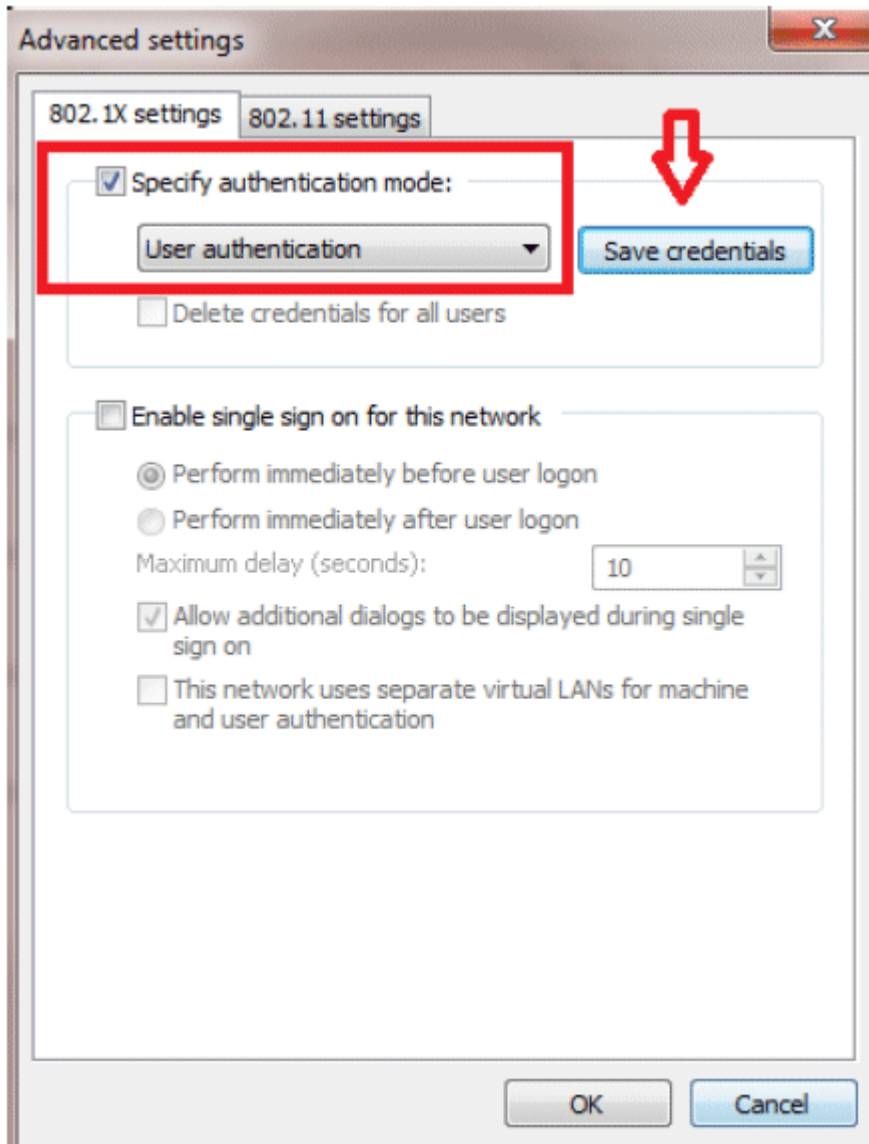 Advanced settings
802.1X settings
802.11 settings
Specify authentication mode:
User authentication
Save credentials
Delete credentials for all users
Enable single sign on for this network
Perform immediately before user logon
Perform immediately after user logon
Maximum delay (seconds):
10
Allow additional dialogs to be displayed during single
sign on
This network uses separate virtual LANs for machine
and user authentication
OK
Cancel